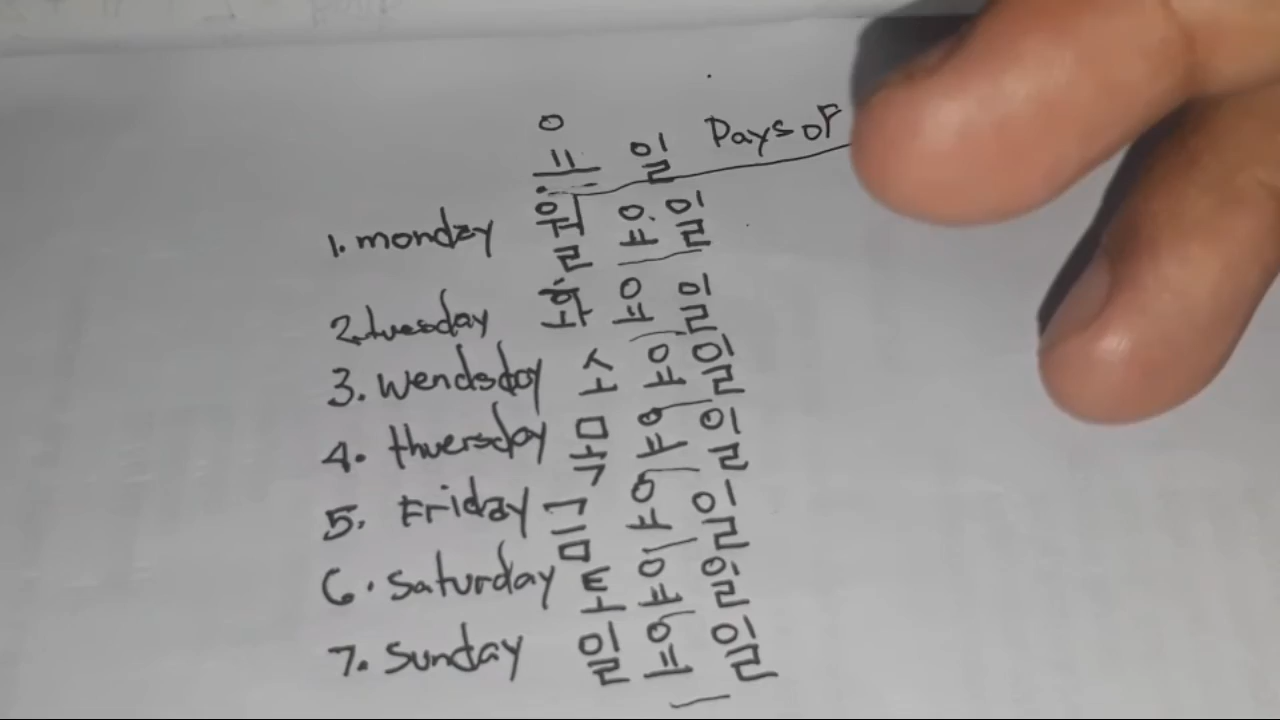 요 일 Days of
1. monday 월 요 일
2. tuesday 화 요 일
3. wendsday 소 요 일
4. thuersday 목 요 일
5. Friday 금 요 일
6. Saturday 토 요 일
7. Sunday 일 요 일